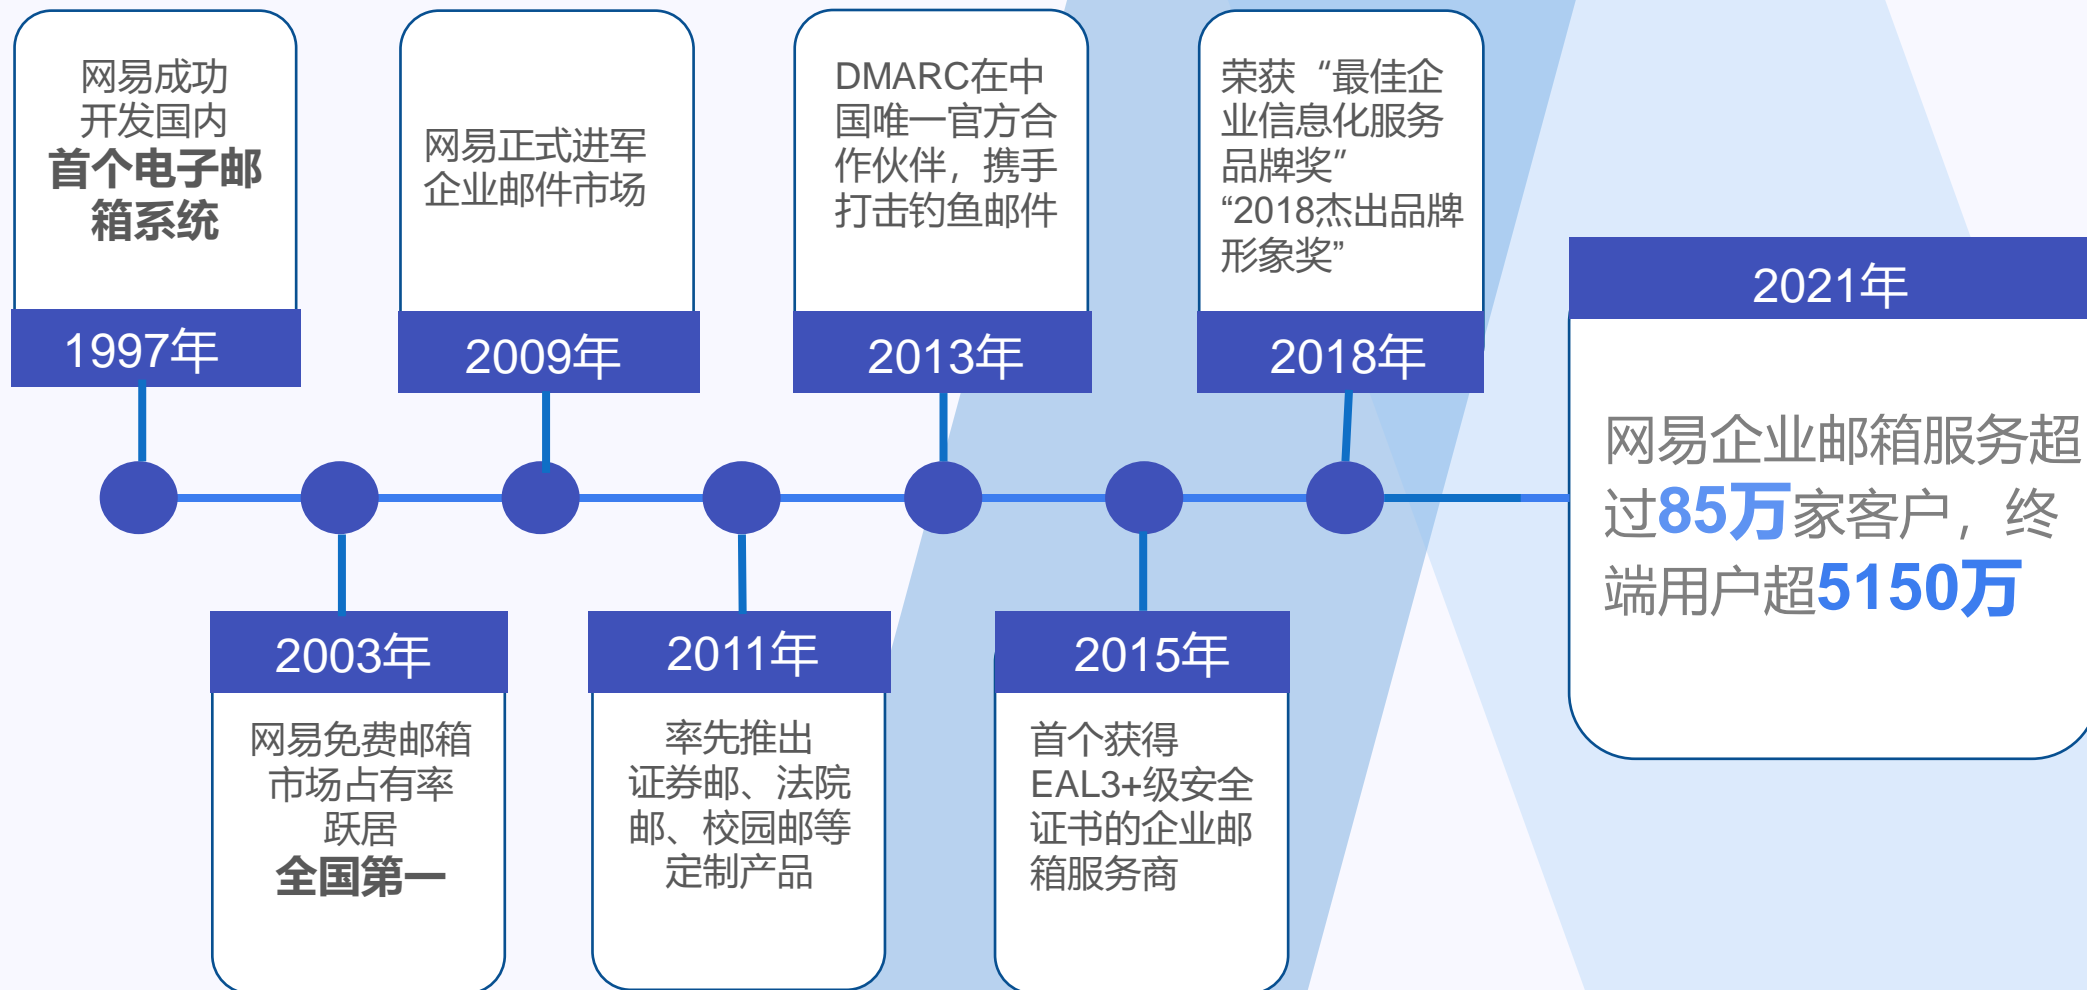 网易成功
开发国内
首个电子邮
箱系统
1997年
网易正式进军
企业邮件市场
2009年
DMARC在中
国唯一官方合
作伙伴，携手
打击钓鱼邮件
2013年
荣获“最佳企
业信息化服务
品牌奖”
“2018杰出品牌
形象奖”
2018年
2003年
网易免费邮箱
市场占有率
跃居
全国第一
2011年
率先推出
证券邮、法院
邮、校园邮等
定制产品
2015年
首个获得
EAL3+级安全
证书的企业邮
箱服务商
2021年
网易企业邮箱服务超
过85万家客户，终
端用户超5150万